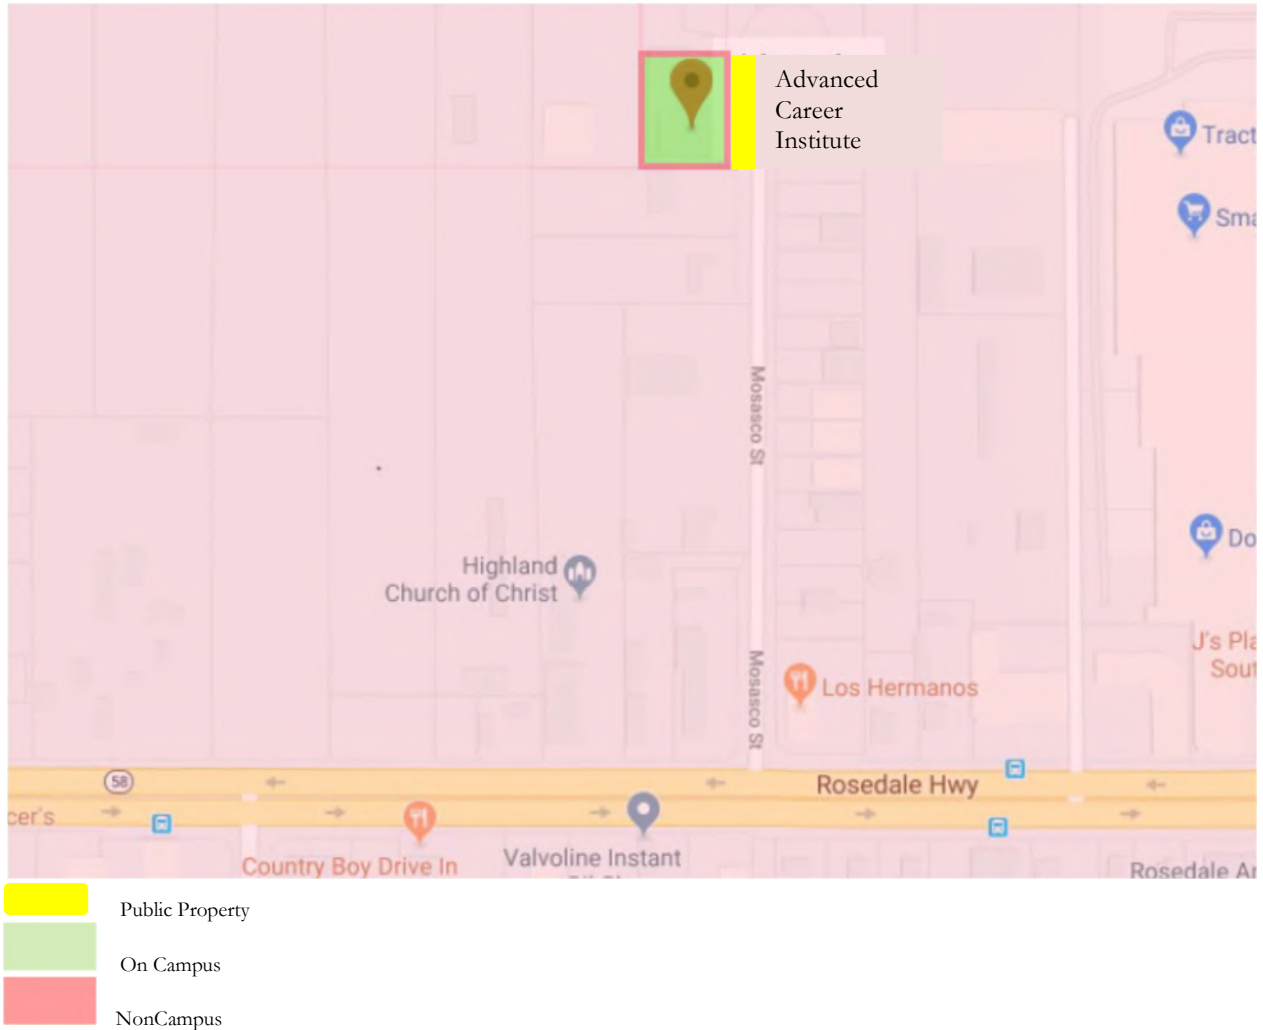 Advanced
Career
Institute
Tract
Sma
Mosasco St
Do
Highland
Church of Christ
J's Pla
Sout
Mosasco St
Los Hermanos
58
Rosedale Hwy
cer's
Country Boy Drive In
Valvoline Instant
Rosedale Ar
Public Property
On Campus
NonCampus